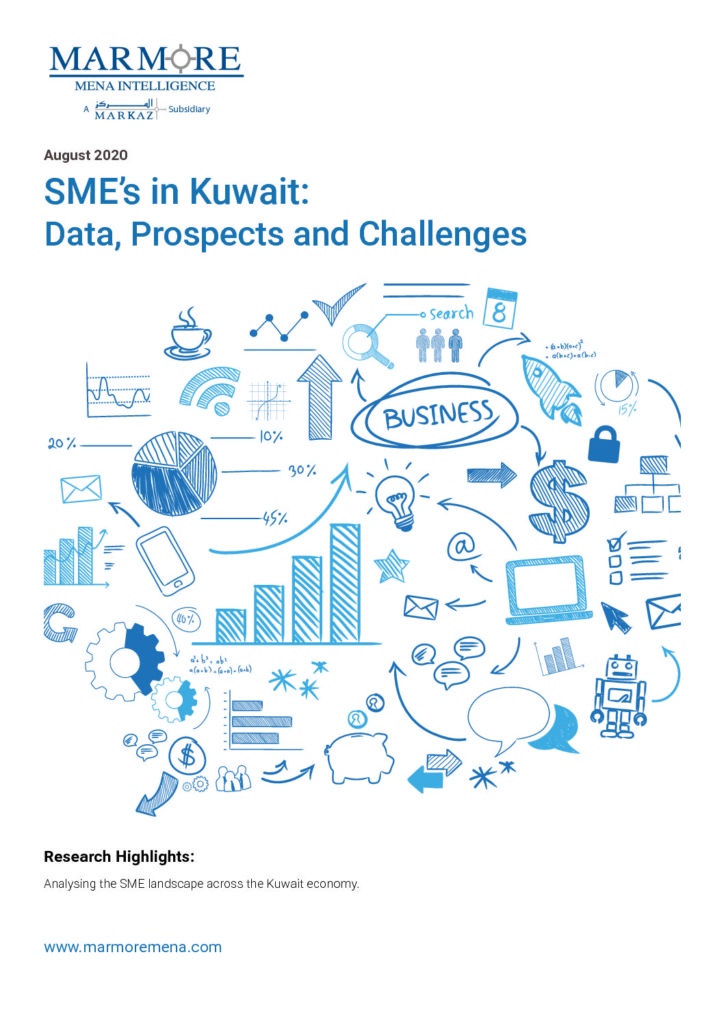 MARMORE
MENA INTELLIGENCE
A المركز MARKAZ Subsidiary
August 2020
SME’s in Kuwait:
Data, Prospects and Challenges
search
8
BUSINESS
15%
20%
10%
30%
45%
@
40%
$
$
Research Highlights:
Analysing the SME landscape across the Kuwait economy.
www.marmoremena.com